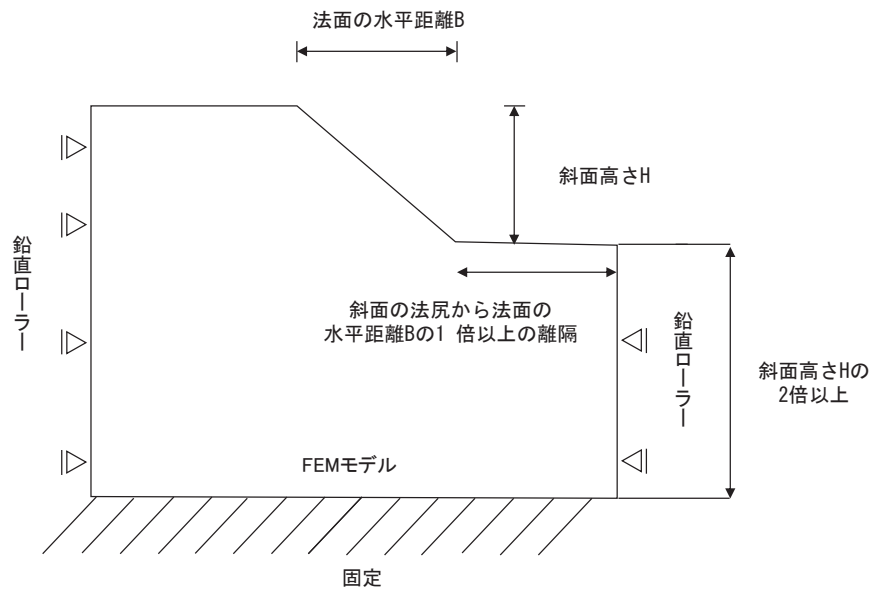 法面の水平距離B
斜面高さH
鉛直ローラー
斜面の法尻から法面の
水平距離Bの1 倍以上の離隔
鉛直ローラー
斜面高さHの
2倍以上
FEMモデル
固定